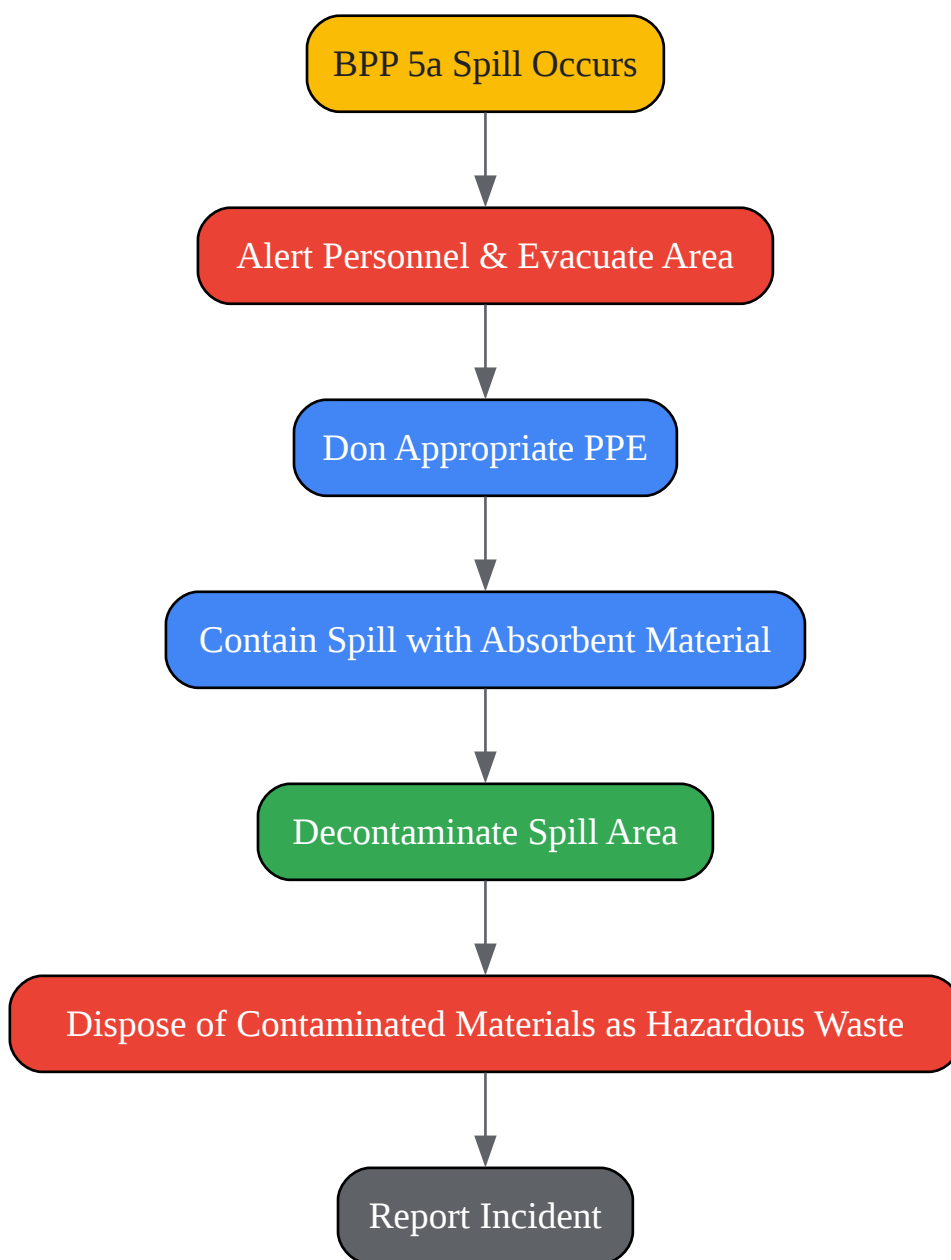 BPP 5a Spill Occurs
Alert Personnel & Evacuate Area
Don Appropriate PPE
Contain Spill with Absorbent Material
Decontaminate Spill Area
Dispose of Contaminated Materials as Hazardous Waste
Report Incident